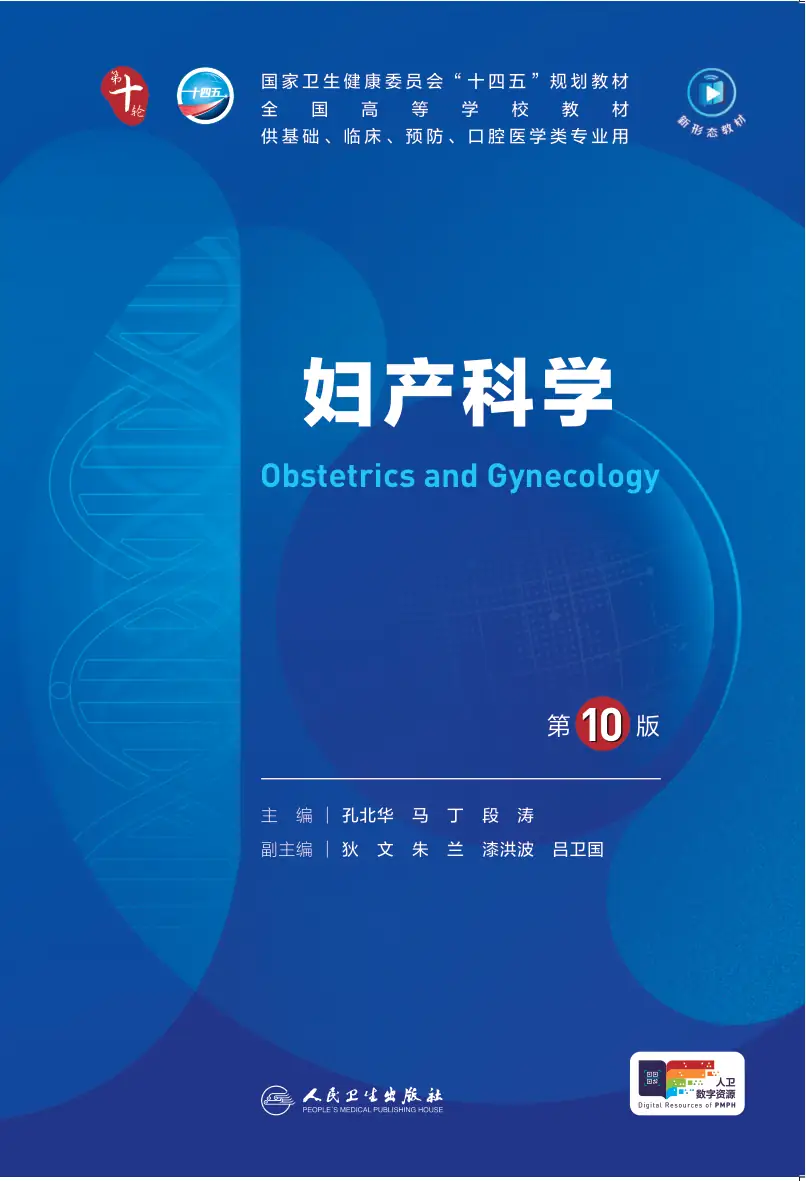 第
十
轮
十四五
国家卫生健康委员会“十四五”规划教材
全国高等学校教材
供基础、临床、预防、口腔医学类专业用
新形态教材
妇产科学
Obstetrics and Gynecology
第10版
主 编 | 孔北华 马 丁 段 涛
副主编 | 狄 文 朱 兰 漆洪波 吕卫国
人民卫生出版社
PEOPLE'S MEDICAL PUBLISHING HOUSE
人卫
数字资源
Digital Resources of PMPH